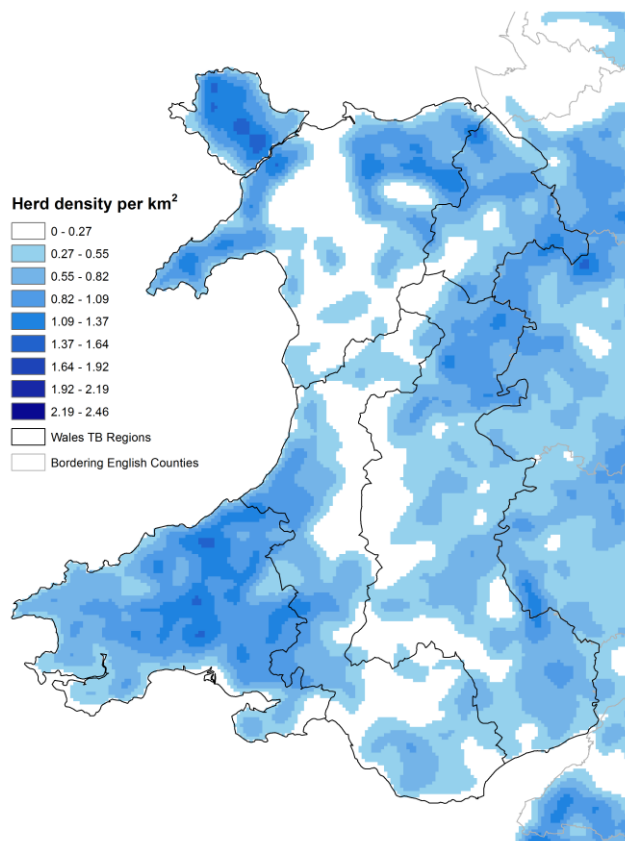 Herd density per km²
0 - 0.27
0.27 - 0.55
0.55 - 0.82
0.82 - 1.09
1.09 - 1.37
1.37 - 1.64
1.64 - 1.92
1.92 - 2.19
2.19 - 2.46
Wales TB Regions
Bordering English Counties